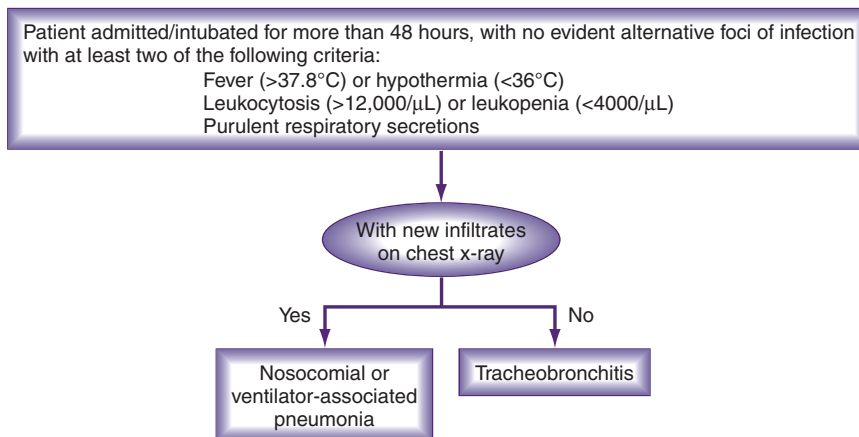 Patient admitted/intubated for more than 48 hours, with no evident alternative foci of infection
with at least two of the following criteria:
Fever (>37.8°C) or hypothermia (<36°C)
Leukocytosis (>12,000/μL) or leukopenia (<4000/μL)
Purulent respiratory secretions
With new infiltrates
on chest x-ray
Yes
No
Nosocomial or
ventilator-associated
pneumonia
Tracheobronchitis